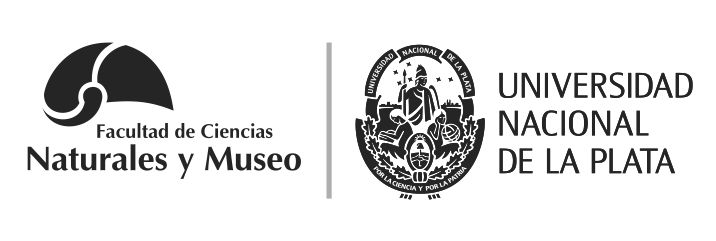 Facultad de Ciencias
Naturales y Museo
UNIVERSIDAD NACIONAL DE LA PLATA
POR LA CIENCIA Y POR LA PATRIA
UNIVERSIDAD
NACIONAL
DE LA PLATA